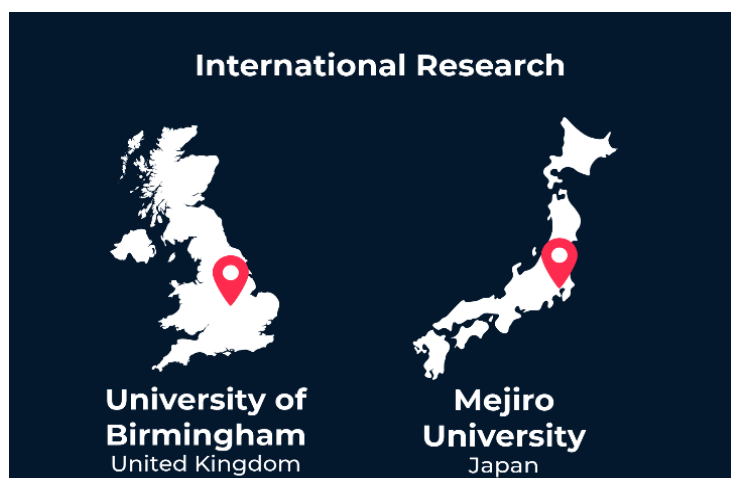 International Research
University of
Birmingham
United Kingdom
Mejiro
University
Japan